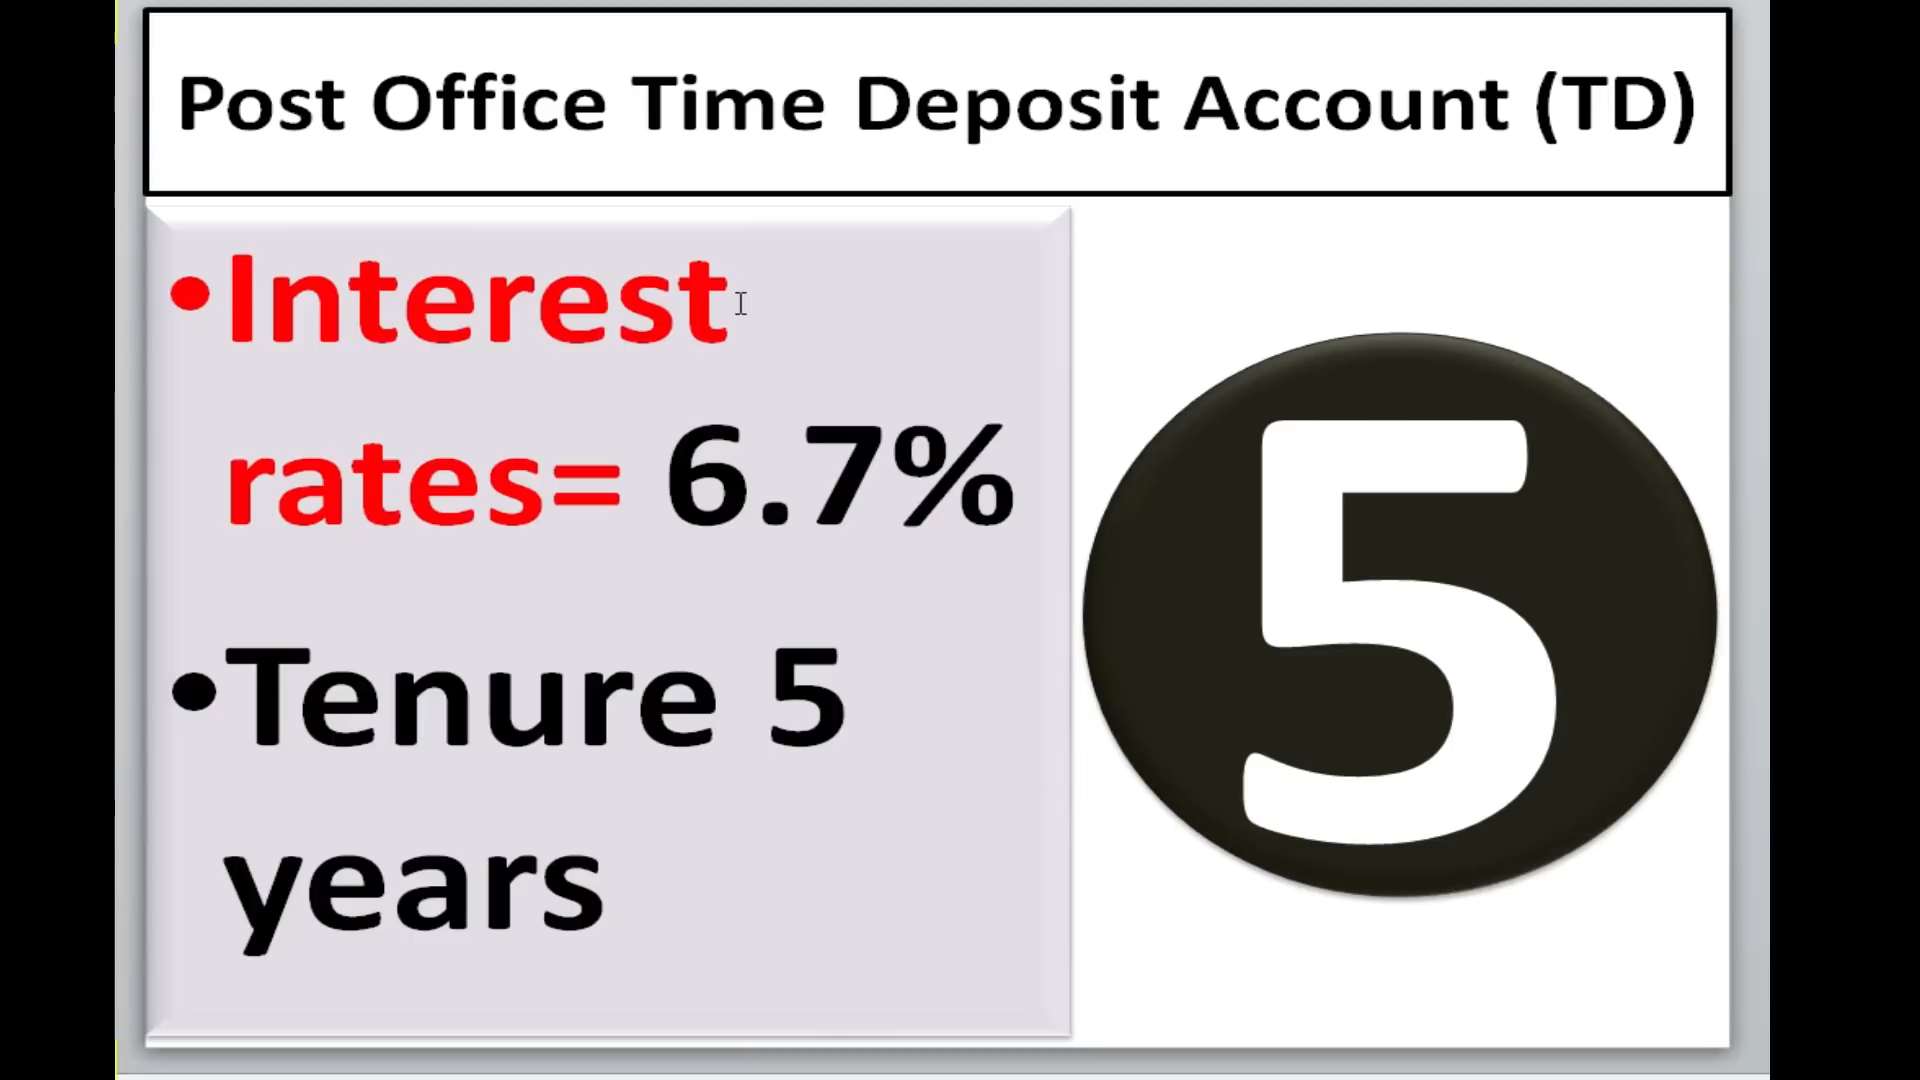 Post Office Time Deposit Account (TD)
•Interest
rates= 6.7%
•Tenure 5
years
5